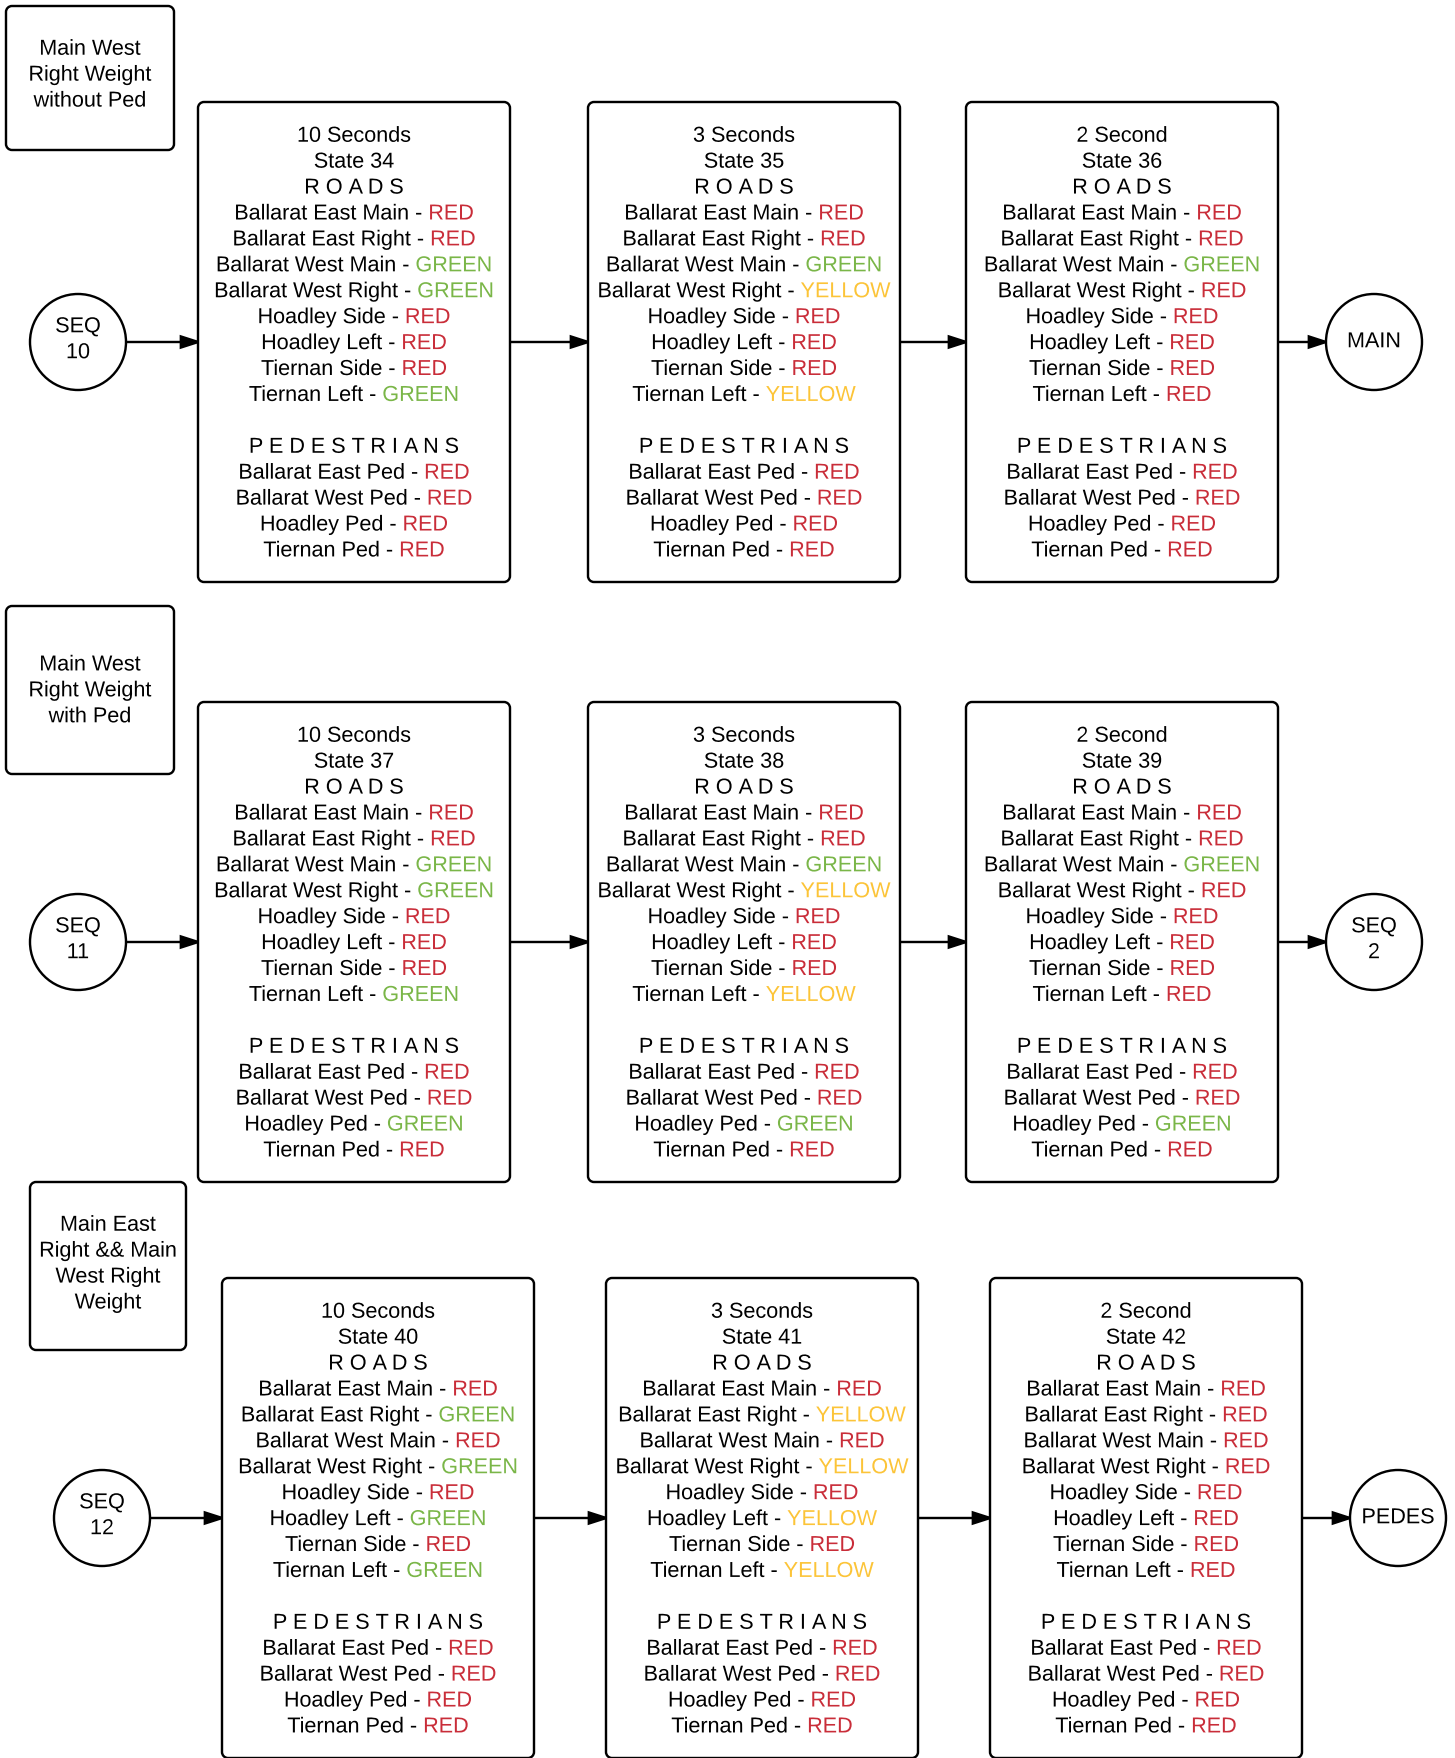 Main West
Right Weight
without Ped
SEQ
10
10 Seconds
State 34
R O A D S
Ballarat East Main - RED
Ballarat East Right - RED
Ballarat West Main - GREEN
Ballarat West Right - GREEN
Hoadley Side - RED
Hoadley Left - RED
Tiernan Side - RED
Tiernan Left - GREEN
P E D E S T R I A N S
Ballarat East Ped - RED
Ballarat West Ped - RED
Hoadley Ped - RED
Tiernan Ped - RED
3 Seconds
State 35
R O A D S
Ballarat East Main - RED
Ballarat East Right - RED
Ballarat West Main - GREEN
Ballarat West Right - YELLOW
Hoadley Side - RED
Hoadley Left - RED
Tiernan Side - RED
Tiernan Left - YELLOW
P E D E S T R I A N S
Ballarat East Ped - RED
Ballarat West Ped - RED
Hoadley Ped - RED
Tiernan Ped - RED
2 Second
State 36
R O A D S
Ballarat East Main - RED
Ballarat East Right - RED
Ballarat West Main - GREEN
Ballarat West Right - RED
Hoadley Side - RED
Hoadley Left - RED
Tiernan Side - RED
Tiernan Left - RED
P E D E S T R I A N S
Ballarat East Ped - RED
Ballarat West Ped - RED
Hoadley Ped - RED
Tiernan Ped - RED
MAIN
Main West
Right Weight
with Ped
SEQ
11
10 Seconds
State 37
R O A D S
Ballarat East Main - RED
Ballarat East Right - RED
Ballarat West Main - GREEN
Ballarat West Right - GREEN
Hoadley Side - RED
Hoadley Left - RED
Tiernan Side - RED
Tiernan Left - GREEN
P E D E S T R I A N S
Ballarat East Ped - RED
Ballarat West Ped - RED
Hoadley Ped - GREEN
Tiernan Ped - RED
3 Seconds
State 38
R O A D S
Ballarat East Main - RED
Ballarat East Right - RED
Ballarat West Main - GREEN
Ballarat West Right - YELLOW
Hoadley Side - RED
Hoadley Left - RED
Tiernan Side - RED
Tiernan Left - YELLOW
P E D E S T R I A N S
Ballarat East Ped - RED
Ballarat West Ped - RED
Hoadley Ped - GREEN
Tiernan Ped - RED
2 Second
State 39
R O A D S
Ballarat East Main - RED
Ballarat East Right - RED
Ballarat West Main - GREEN
Ballarat West Right - RED
Hoadley Side - RED
Hoadley Left - RED
Tiernan Side - RED
Tiernan Left - RED
P E D E S T R I A N S
Ballarat East Ped - RED
Ballarat West Ped - RED
Hoadley Ped - GREEN
Tiernan Ped - RED
SEQ
2
Main East
Right && Main
West Right
Weight
SEQ
12
10 Seconds
State 40
R O A D S
Ballarat East Main - RED
Ballarat East Right - GREEN
Ballarat West Main - RED
Ballarat West Right - GREEN
Hoadley Side - RED
Hoadley Left - GREEN
Tiernan Side - RED
Tiernan Left - GREEN
P E D E S T R I A N S
Ballarat East Ped - RED
Ballarat West Ped - RED
Hoadley Ped - RED
Tiernan Ped - RED
3 Seconds
State 41
R O A D S
Ballarat East Main - RED
Ballarat East Right - YELLOW
Ballarat West Main - RED
Ballarat West Right - YELLOW
Hoadley Side - RED
Hoadley Left - YELLOW
Tiernan Side - RED
Tiernan Left - YELLOW
P E D E S T R I A N S
Ballarat East Ped - RED
Ballarat West Ped - RED
Hoadley Ped - RED
Tiernan Ped - RED
2 Second
State 42
R O A D S
Ballarat East Main - RED
Ballarat East Right - RED
Ballarat West Main - RED
Ballarat West Right - RED
Hoadley Side - RED
Hoadley Left - RED
Tiernan Side - RED
Tiernan Left - RED
P E D E S T R I A N S
Ballarat East Ped - RED
Ballarat West Ped - RED
Hoadley Ped - RED
Tiernan Ped - RED
PEDES